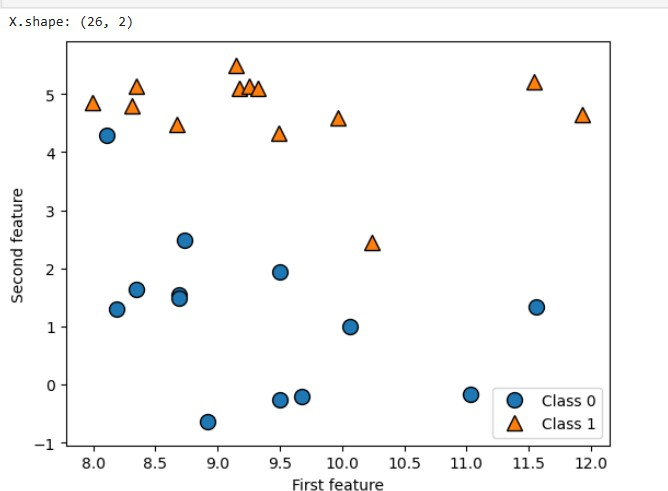 X.shape: (26, 2)
5
4
3
2
1
0
−1
Second feature
8.0 8.5 9.0 9.5 10.0 10.5 11.0 11.5 12.0
First feature
Class 0
Class 1